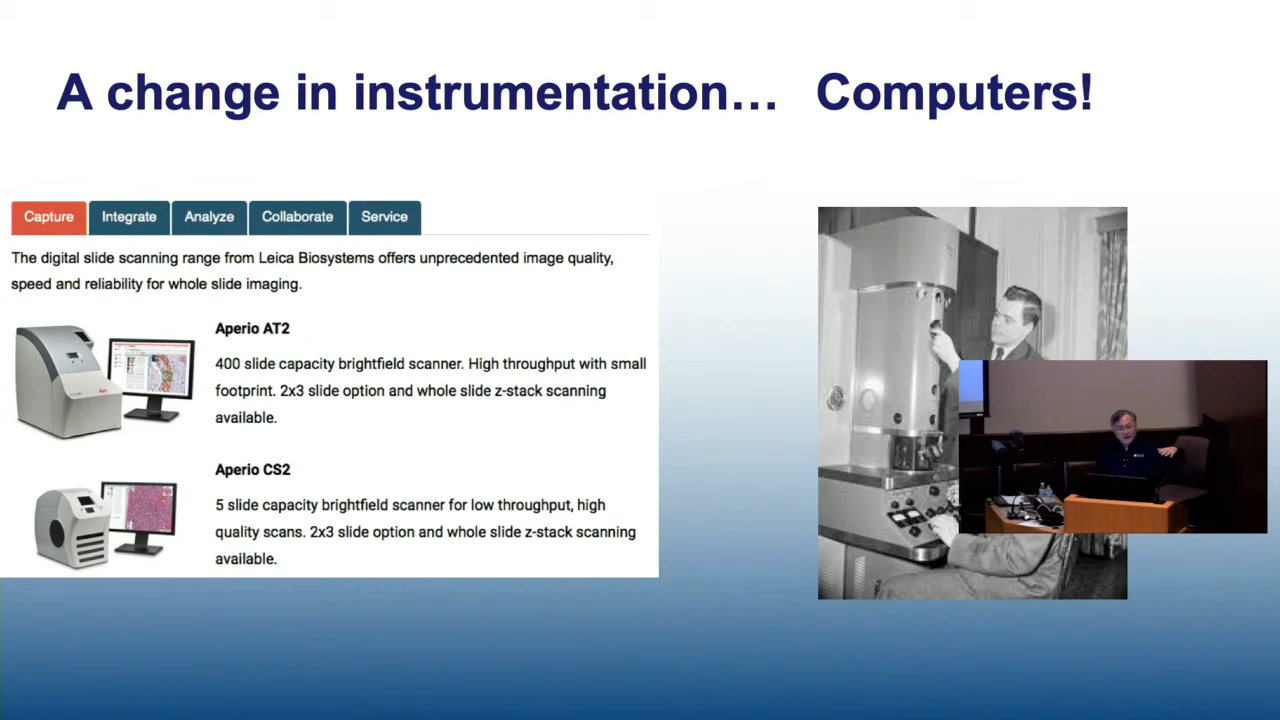 A change in instrumentation… Computers!
Capture Integrate Analyze Collaborate Service
The digital slide scanning range from Leica Biosystems offers unprecedented image quality,
speed and reliability for whole slide imaging.
Aperio AT2
400 slide capacity brightfield scanner. High throughput with small
footprint. 2x3 slide option and whole slide z-stack scanning
available.
Aperio CS2
5 slide capacity brightfield scanner for low throughput, high
quality scans. 2x3 slide option and whole slide z-stack scanning
available.